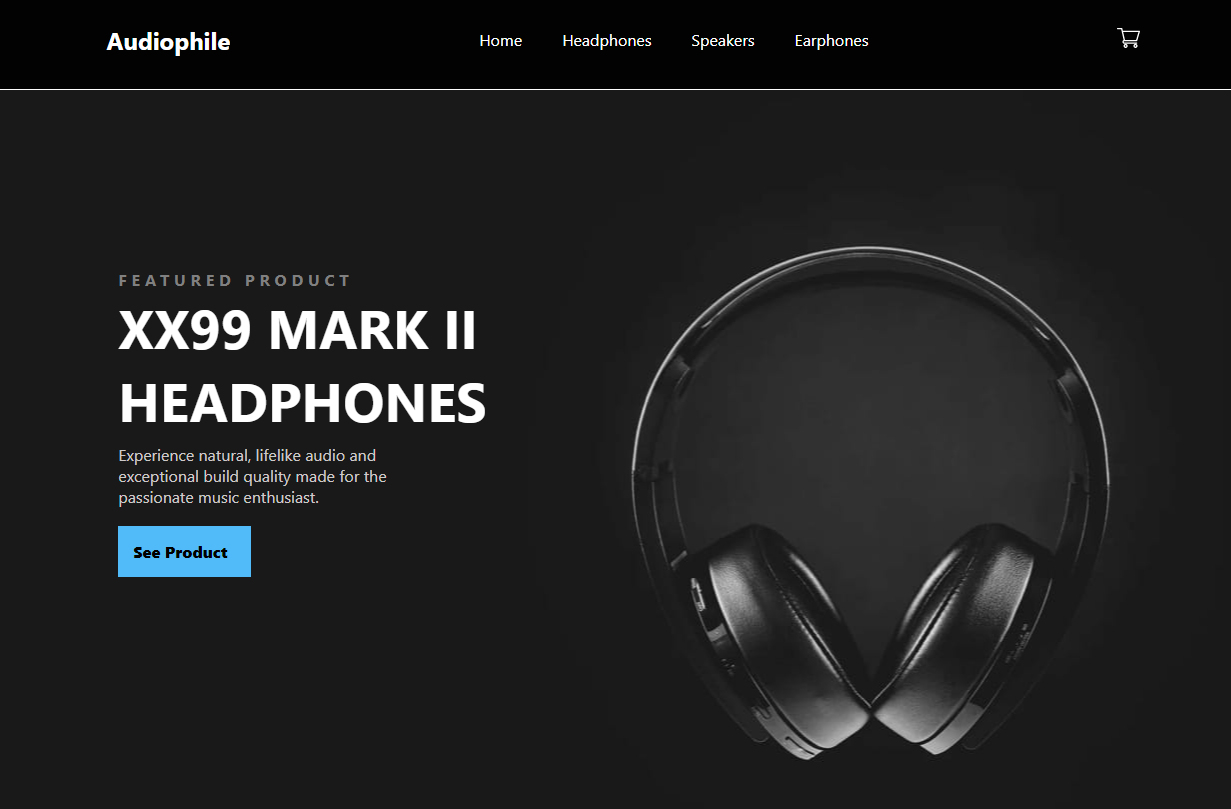 Audiophile
Home Headphones Speakers Earphones
FEATURED PRODUCT
XX99 MARK II
HEADPHONES
Experience natural, lifelike audio and
exceptional build quality made for the
passionate music enthusiast.
See Product